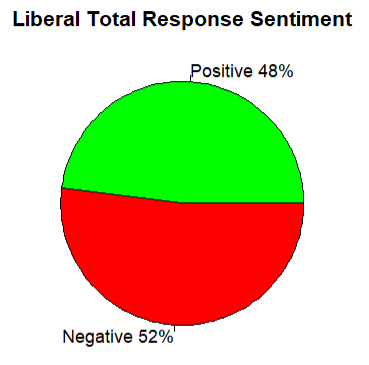 Liberal Total Response Sentiment
Positive 48%
Negative 52%